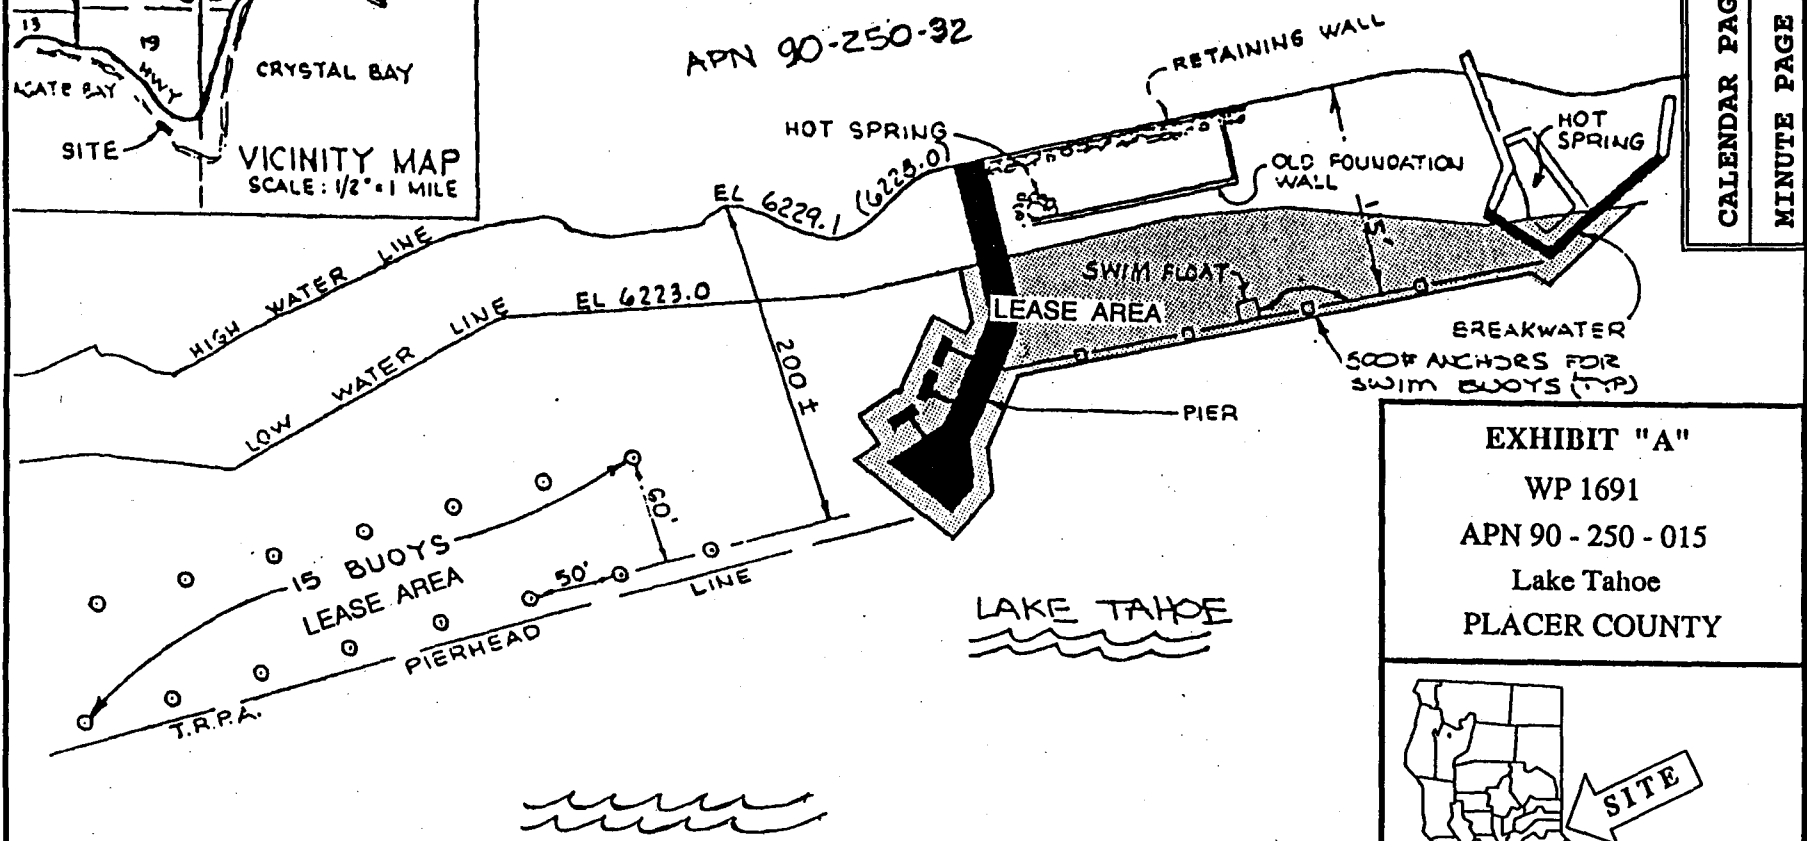 13
19
HWY
CRYSTAL BAY
AGATE BAY
SITE
VICINITY MAP
SCALE: 1/2" = 1 MILE
APN 90-250-32
RETAINING WALL
HOT SPRING
HOT
SPRING
OLD FOUNDATION
WALL
CALENDAR PAG
MINUTE PAGE
EL 6229.1 (6223.0)
HIGH WATER LINE
EL 6223.0
LOW WATER LINE
200 ±
SWIM FLOAT
LEASE AREA
BREAKWATER
500# ANCHORS FOR
SWIM BUOYS (TYP)
PIER
60'
50'
15 BUOYS
LEASE AREA
T.R.P.A. PIERHEAD LINE
LAKE TAHOE
EXHIBIT "A"
WP 1691
APN 90 - 250 - 015
Lake Tahoe
PLACER COUNTY
SITE